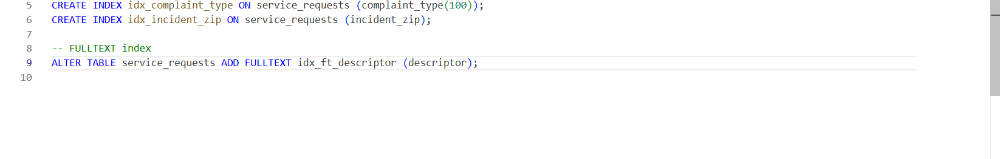 5 CREATE INDEX idx_complaint_type ON service_requests (complaint_type(100));
6 CREATE INDEX idx_incident_zip ON service_requests (incident_zip);
7
8 -- FULLTEXT index
9 ALTER TABLE service_requests ADD FULLTEXT idx_ft_descriptor (descriptor);
10